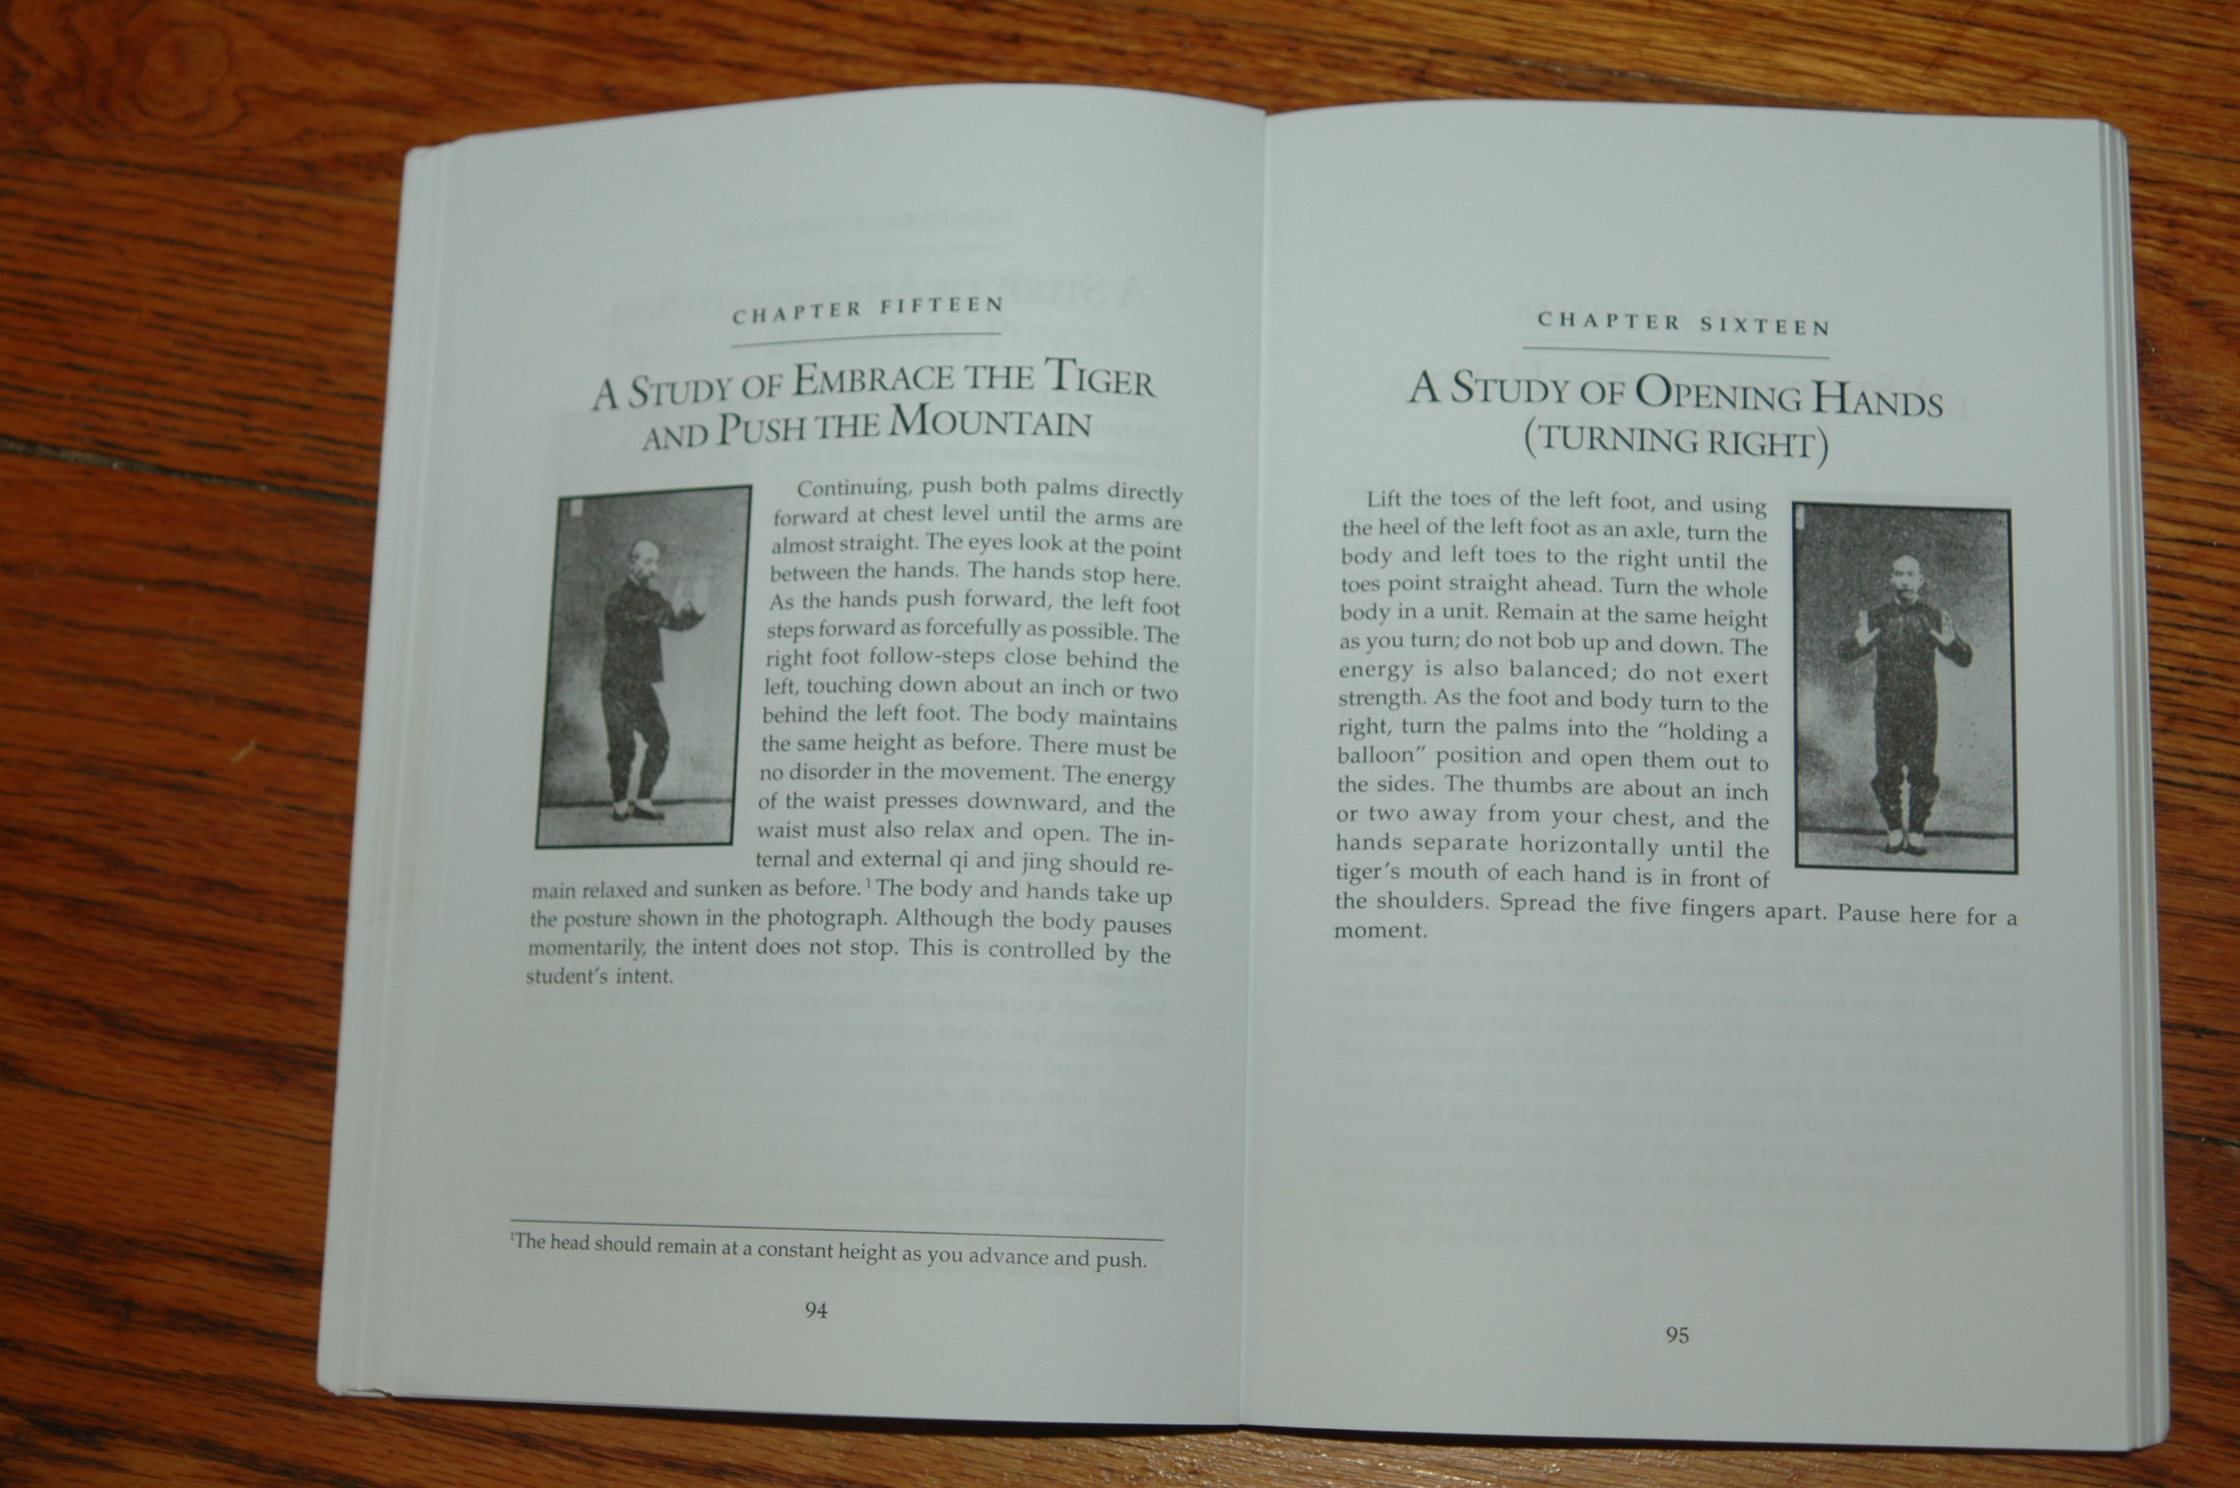 CHAPTER FIFTEEN
A STUDY OF EMBRACE THE TIGER
AND PUSH THE MOUNTAIN
Continuing, push both palms directly
forward at chest level until the arms are
almost straight. The eyes look at the point
between the hands. The hands stop here.
As the hands push forward, the left foot
steps forward as forcefully as possible. The
right foot follow-steps close behind the
left, touching down about an inch or two
behind the left foot. The body maintains
the same height as before. There must be
no disorder in the movement. The energy
of the waist presses downward, and the
waist must also relax and open. The in-
ternal and external qi and jing should re-
main relaxed and sunken as before.¹ The body and hands take up
the posture shown in the photograph. Although the body pauses
momentarily, the intent does not stop. This is controlled by the
student's intent.
¹The head should remain at a constant height as you advance and push.
94
CHAPTER SIXTEEN
A STUDY OF OPENING HANDS
(TURNING RIGHT)
Lift the toes of the left foot, and using
the heel of the left foot as an axle, turn the
body and left toes to the right until the
toes point straight ahead. Turn the whole
body in a unit. Remain at the same height
as you turn; do not bob up and down. The
energy is also balanced; do not exert
strength. As the foot and body turn to the
right, turn the palms into the "holding a
balloon" position and open them out to
the sides. The thumbs are about an inch
or two away from your chest, and the
hands separate horizontally until the
tiger's mouth of each hand is in front of
the shoulders. Spread the five fingers apart. Pause here for a
moment.
95